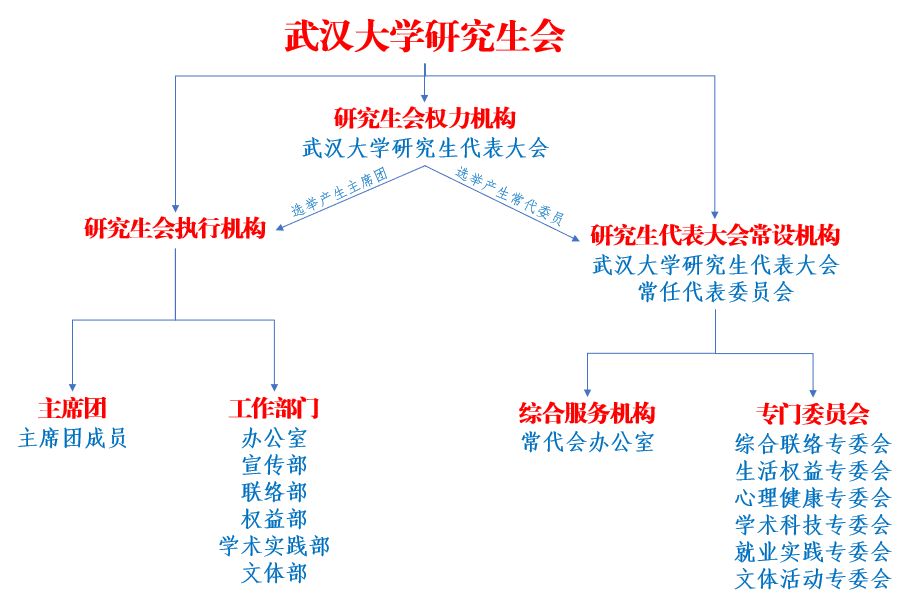 武汉大学研究生会
研究生会权力机构
武汉大学研究生代表大会
选举产生主席团
选举产生常代委员
研究生会执行机构
研究生代表大会常设机构
武汉大学研究生代表大会
常任代表委员会
主席团
主席团成员
工作部门
办公室
宣传部
联络部
权益部
学术实践部
文体部
综合服务机构
常代会办公室
专门委员会
综合联络专委会
生活权益专委会
心理健康专委会
学术科技专委会
就业实践专委会
文体活动专委会